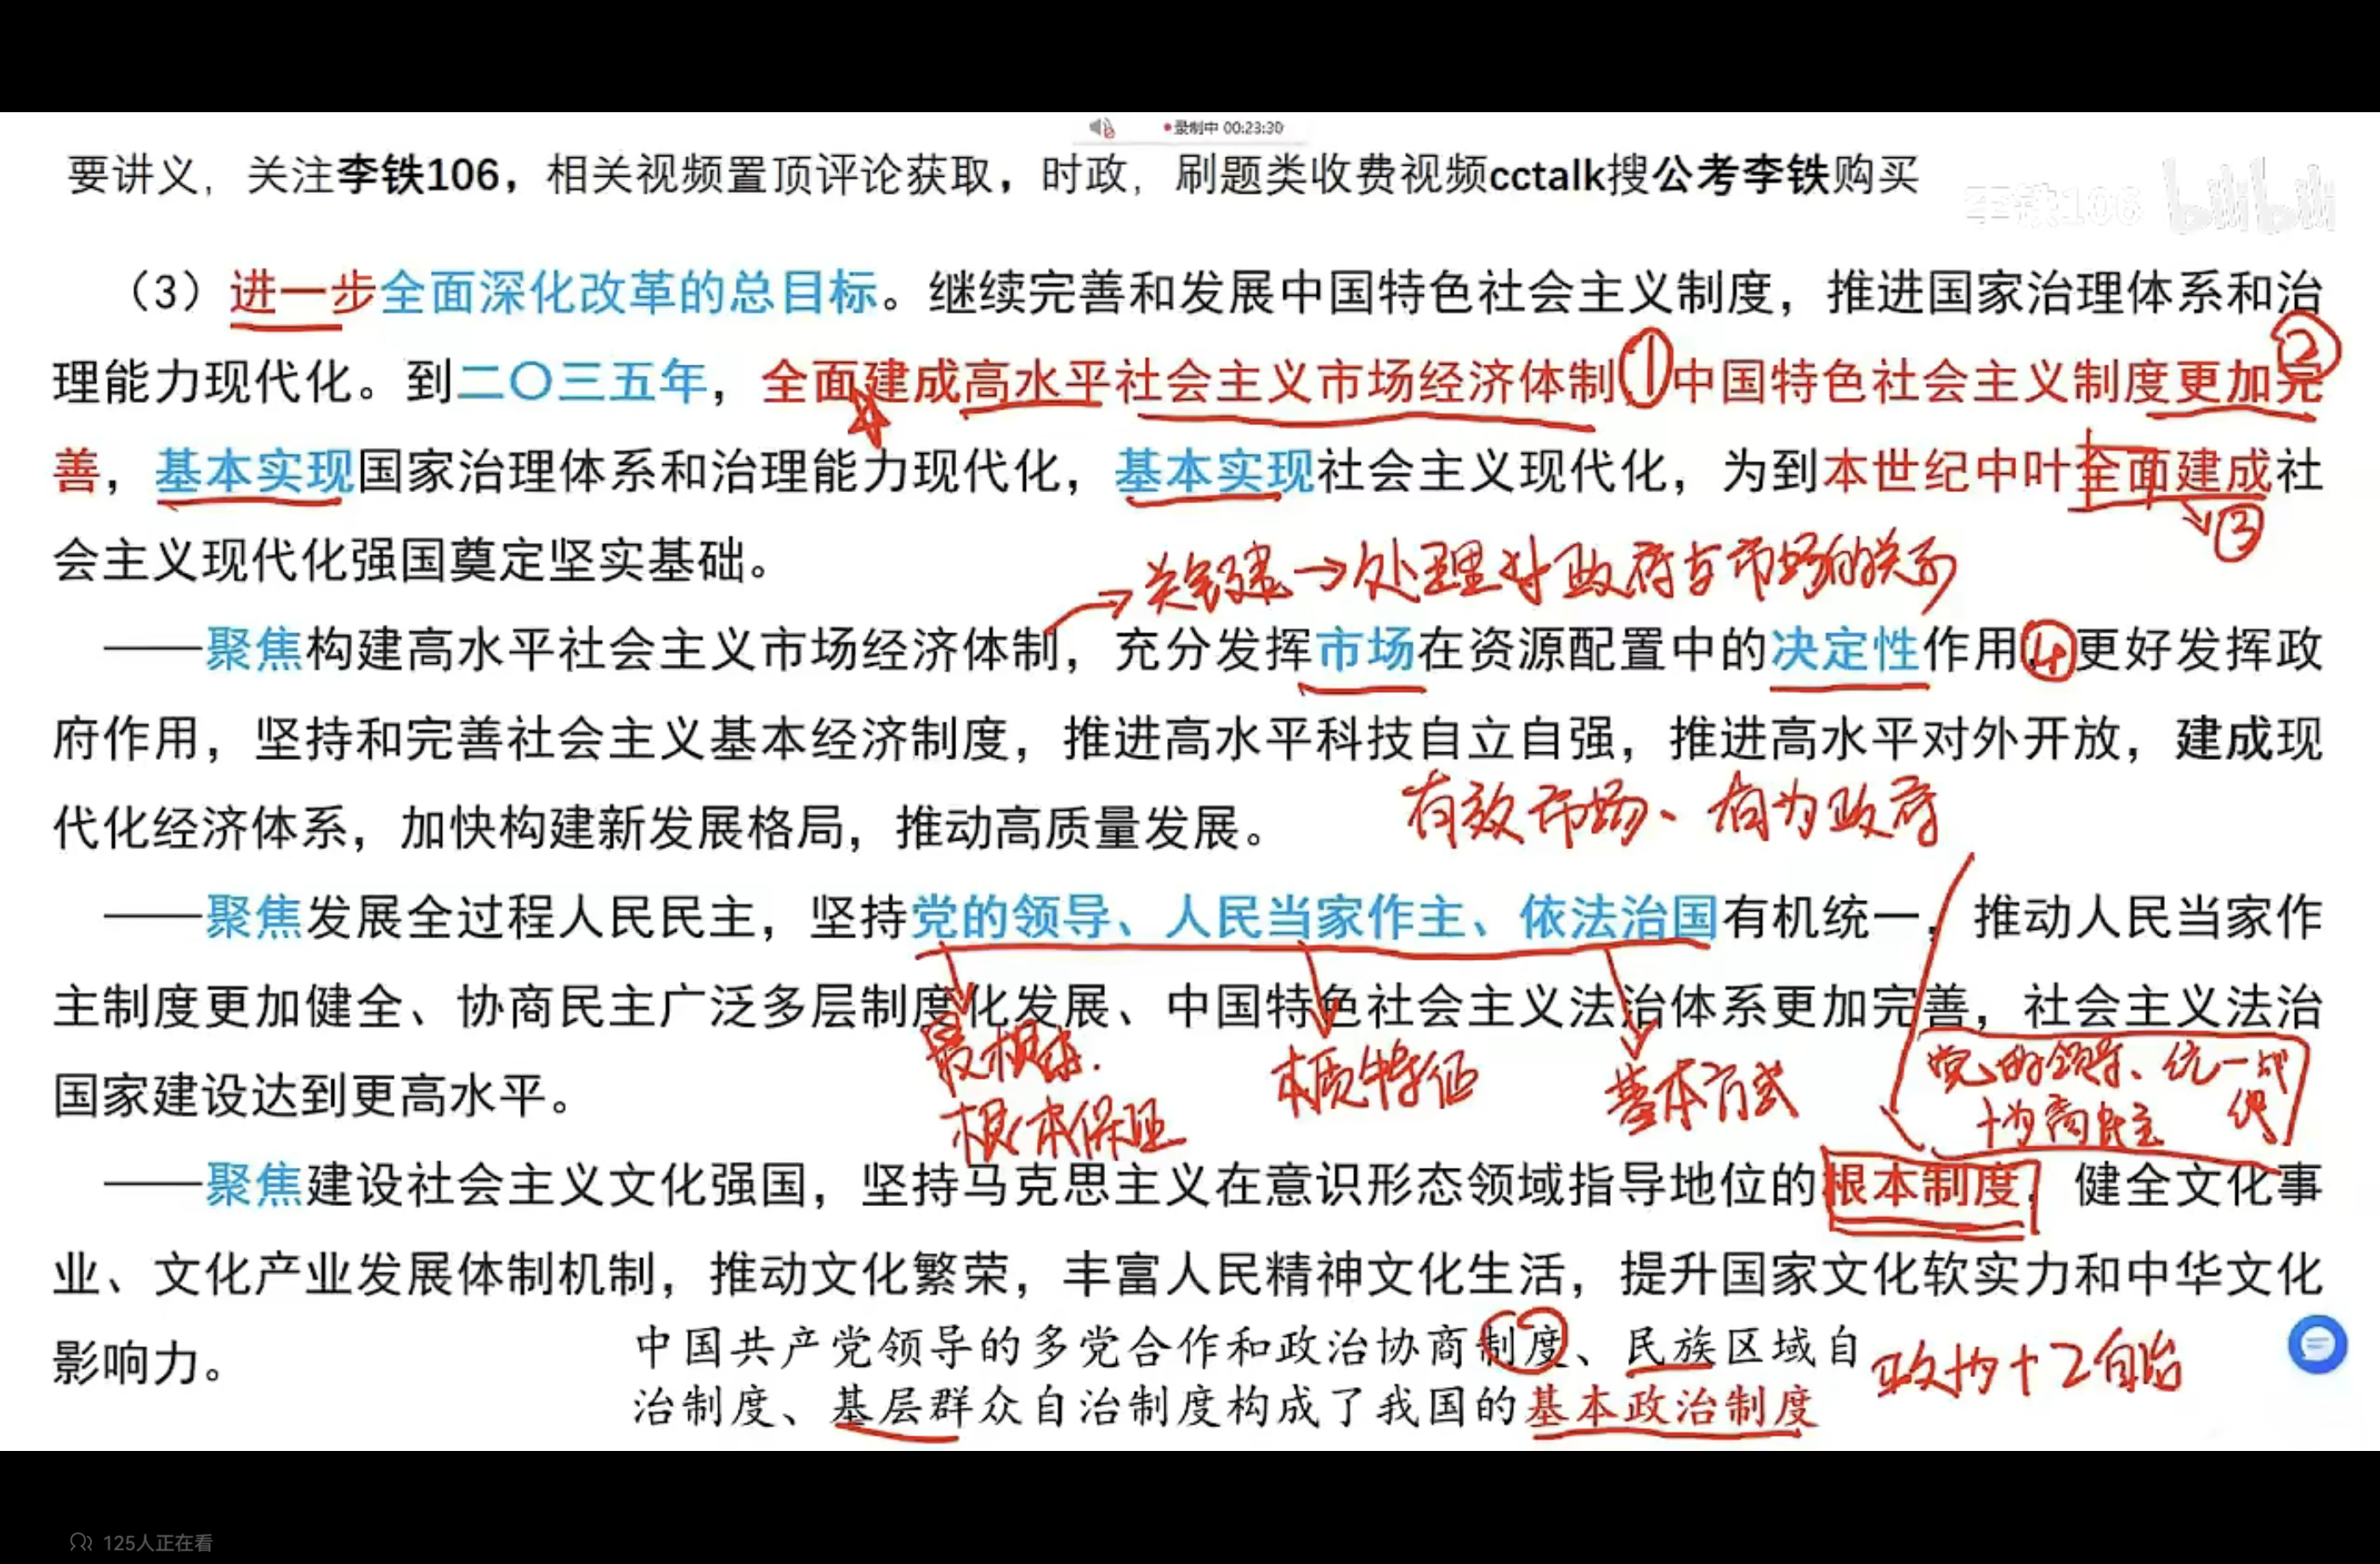 录制中 00:23:30
要讲义，关注李铁106，相关视频置顶评论获取，时政，刷题类收费视频cctalk搜公考李铁购买
李铁106 bilibili
（3）进一步全面深化改革的总目标。继续完善和发展中国特色社会主义制度，推进国家治理体系和治
②
理能力现代化。到二〇三五年，全面建成高水平社会主义市场经济体制①中国特色社会主义制度更加完
善，基本实现国家治理体系和治理能力现代化，基本实现社会主义现代化，为到本世纪中叶全面建成社
③
会主义现代化强国奠定坚实基础。
关键→处理好政府与市场的关系
——聚焦构建高水平社会主义市场经济体制，充分发挥市场在资源配置中的决定性作用④更好发挥政
府作用，坚持和完善社会主义基本经济制度，推进高水平科技自立自强，推进高水平对外开放，建成现
有效市场、有为政府
代化经济体系，加快构建新发展格局，推动高质量发展。
——聚焦发展全过程人民民主，坚持党的领导、人民当家作主、依法治国有机统一，推动人民当家作
主制度更加健全、协商民主广泛多层制度化发展、中国特色社会主义法治体系更加完善，社会主义法治
最根本.
根本保证
本质特征
基本方式
党的领导、统一战线
协商民主
国家建设达到更高水平。
——聚焦建设社会主义文化强国，坚持马克思主义在意识形态领域指导地位的根本制度，健全文化事
业、文化产业发展体制机制，推动文化繁荣，丰富人民精神文化生活，提升国家文化软实力和中华文化
影响力。
中国共产党领导的多党合作和政治协商制度、民族区域自
治制度、基层群众自治制度构成了我国的基本政治制度
政协+2自治
125人正在看